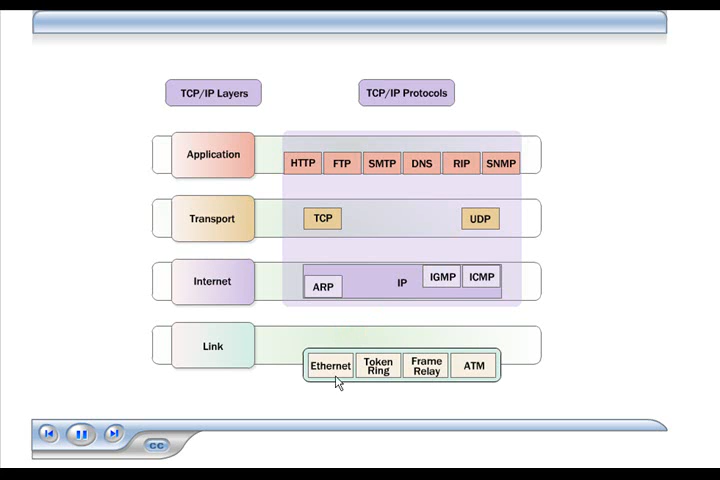 TCP/IP Layers
TCP/IP Protocols
Application
HTTP
FTP
SMTP
DNS
RIP
SNMP
Transport
TCP
UDP
Internet
ARP
IP
IGMP
ICMP
Link
Ethernet
Token
Ring
Frame
Relay
ATM
CC